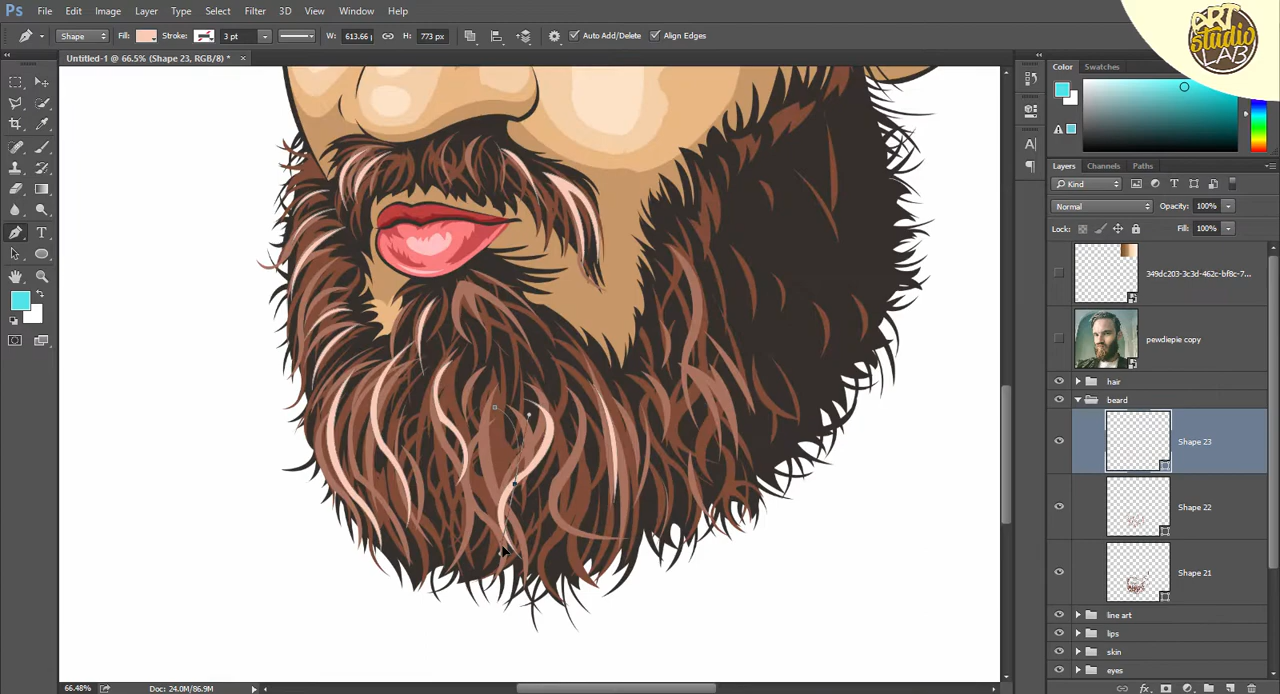 Ps File Edit Image Layer Type Select Filter 3D View Window Help
ART
studio
LAB
Shape Fill: Stroke: 3 pt W: 613.66 H: 773 px Auto Add/Delete Align Edges
Untitled-1 @ 66.5% (Shape 23, RGB/8) * ×
Color Swatches
Layers Channels Paths
Kind
Normal Opacity: 100%
Lock: Fill: 100%
349dc203-3c3d-462c-bf8c-7...
pewdiepie copy
hair
beard
Shape 23
Shape 22
Shape 21
line art
lips
skin
eyes
66.48% Doc: 24.0M/86.9M